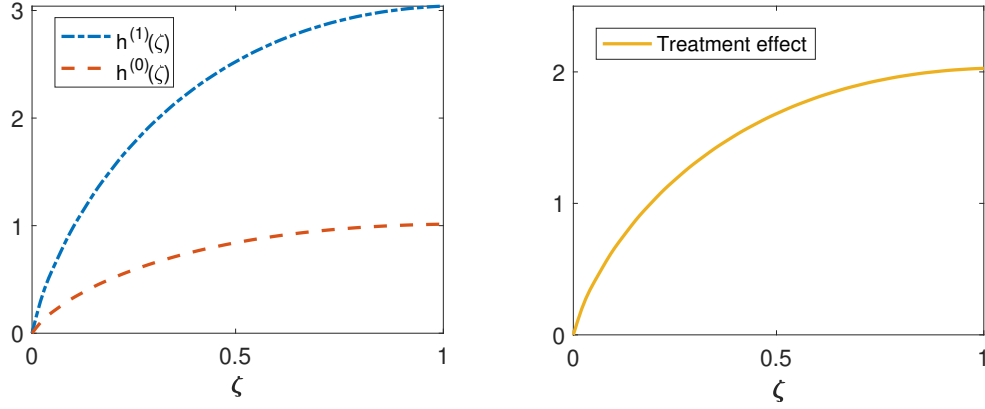 3
2
1
0
h⁽¹⁾(ζ)
h⁽⁰⁾(ζ)
0 0.5 1
ζ
2
1
0
Treatment effect
0 0.5 1
ζ